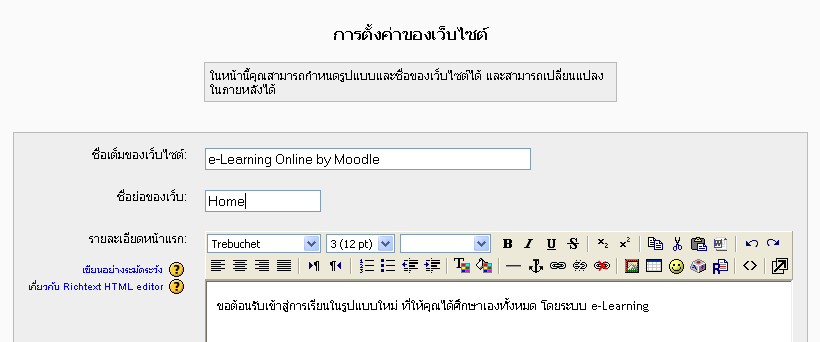 การตั้งค่าของเว็บไซต์
ในหน้านี้คุณสามารถกำหนดรูปแบบและชื่อของเว็บไซต์ได้ และสามารถเปลี่ยนแปลง
ในภายหลังได้
ชื่อเต็มของเว็บไซต์: e-Learning Online by Moodle
ชื่อย่อของเว็บ: Home
รายละเอียดหน้าแรก: Trebuchet 3 (12 pt) B I U S x₂ x²
เขียนอย่างระมัดระวัง ?
เกี่ยวกับ Richtext HTML editor ?
ขอต้อนรับเข้าสู่การเรียนในรูปแบบใหม่ ที่ให้คุณได้ศึกษาเองทั้งหมด โดยระบบ e-Learning